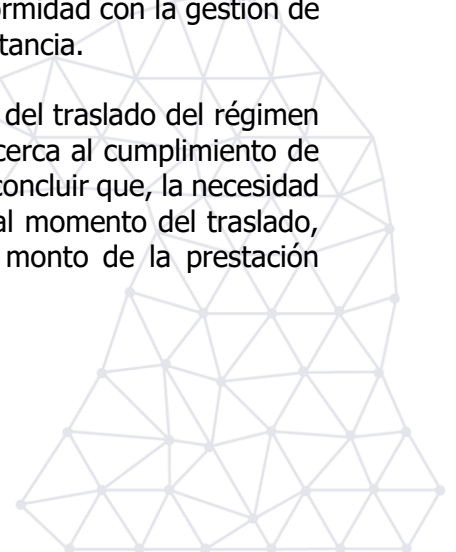 ormidad con la gestión de
tancia.
del traslado del régimen
cerca al cumplimiento de
concluir que, la necesidad
al momento del traslado,
monto de la prestación